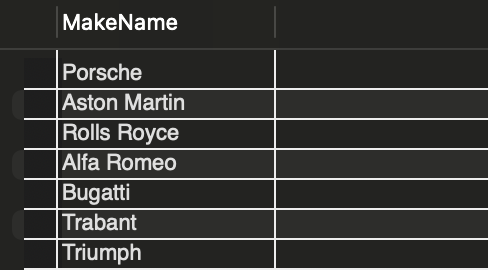 MakeName
Porsche
Aston Martin
Rolls Royce
Alfa Romeo
Bugatti
Trabant
Triumph